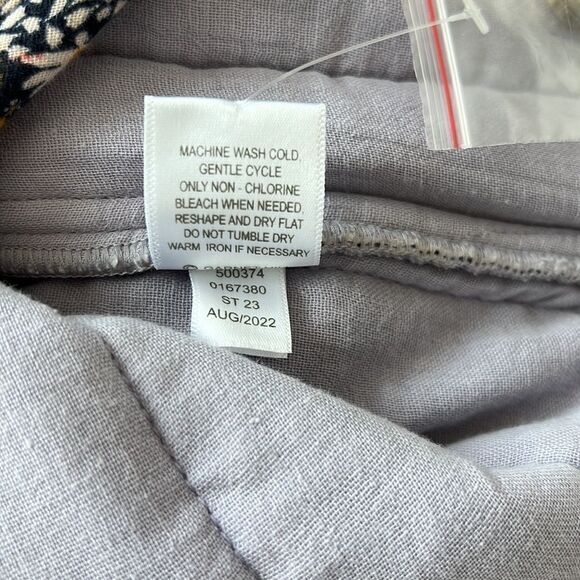 MACHINE WASH COLD,
GENTLE CYCLE
ONLY NON - CHLORINE
BLEACH WHEN NEEDED.
RESHAPE AND DRY FLAT
DO NOT TUMBLE DRY
WARM IRON IF NECESSARY
0167380
ST 23
AUG/2022